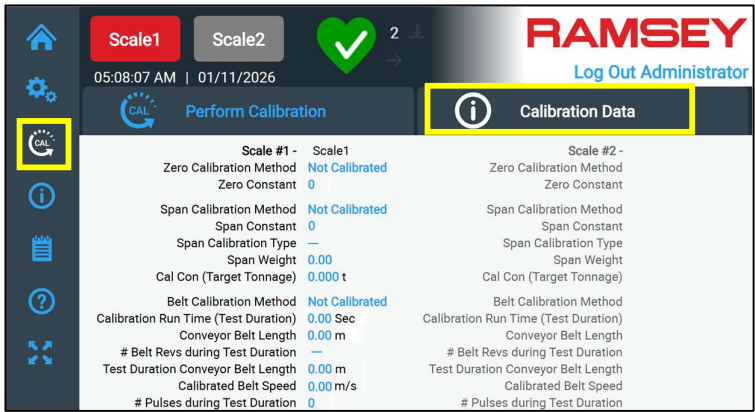 Scale1 Scale2 2 RAMSEY
05:08:07 AM | 01/11/2026 Log Out Administrator
CAL Perform Calibration Calibration Data
CAL
Scale #1 - Scale1 Scale #2 -
Zero Calibration Method Not Calibrated Zero Calibration Method
Zero Constant 0 Zero Constant
Span Calibration Method Not Calibrated Span Calibration Method
Span Constant 0 Span Constant
Span Calibration Type — Span Calibration Type
Span Weight 0.00 Span Weight
Cal Con (Target Tonnage) 0.000 t Cal Con (Target Tonnage)
Belt Calibration Method Not Calibrated Belt Calibration Method
Calibration Run Time (Test Duration) 0.00 Sec Calibration Run Time (Test Duration)
Conveyor Belt Length 0.00 m Conveyor Belt Length
# Belt Revs during Test Duration — # Belt Revs during Test Duration
Test Duration Conveyor Belt Length 0.00 m Test Duration Conveyor Belt Length
Calibrated Belt Speed 0.00 m/s Calibrated Belt Speed
# Pulses during Test Duration 0 # Pulses during Test Duration